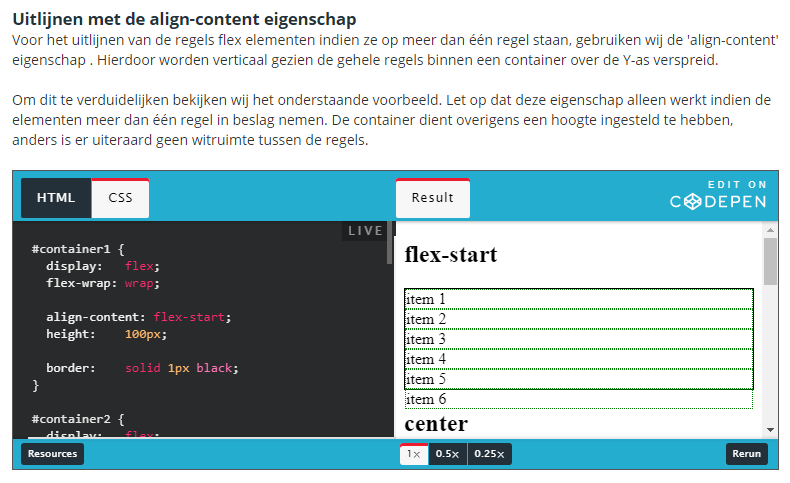 Uitlijnen met de align-content eigenschap
Voor het uitlijnen van de regels flex elementen indien ze op meer dan één regel staan, gebruiken wij de 'align-content'
eigenschap . Hierdoor worden verticaal gezien de gehele regels binnen een container over de Y-as verspreid.
Om dit te verduidelijken bekijken wij het onderstaande voorbeeld. Let op dat deze eigenschap alleen werkt indien de
elementen meer dan één regel in beslag nemen. De container dient overigens een hoogte ingesteld te hebben,
anders is er uiteraard geen witruimte tussen de regels.
HTML
CSS
Result
EDIT ON
CODEPEN
LIVE
#container1 {
display: flex;
flex-wrap: wrap;
align-content: flex-start;
height: 100px;
border: solid 1px black;
}
#container2 {
display: flex;
flex-start
item 1
item 2
item 3
item 4
item 5
item 6
center
Resources
1×
0.5×
0.25×
Rerun